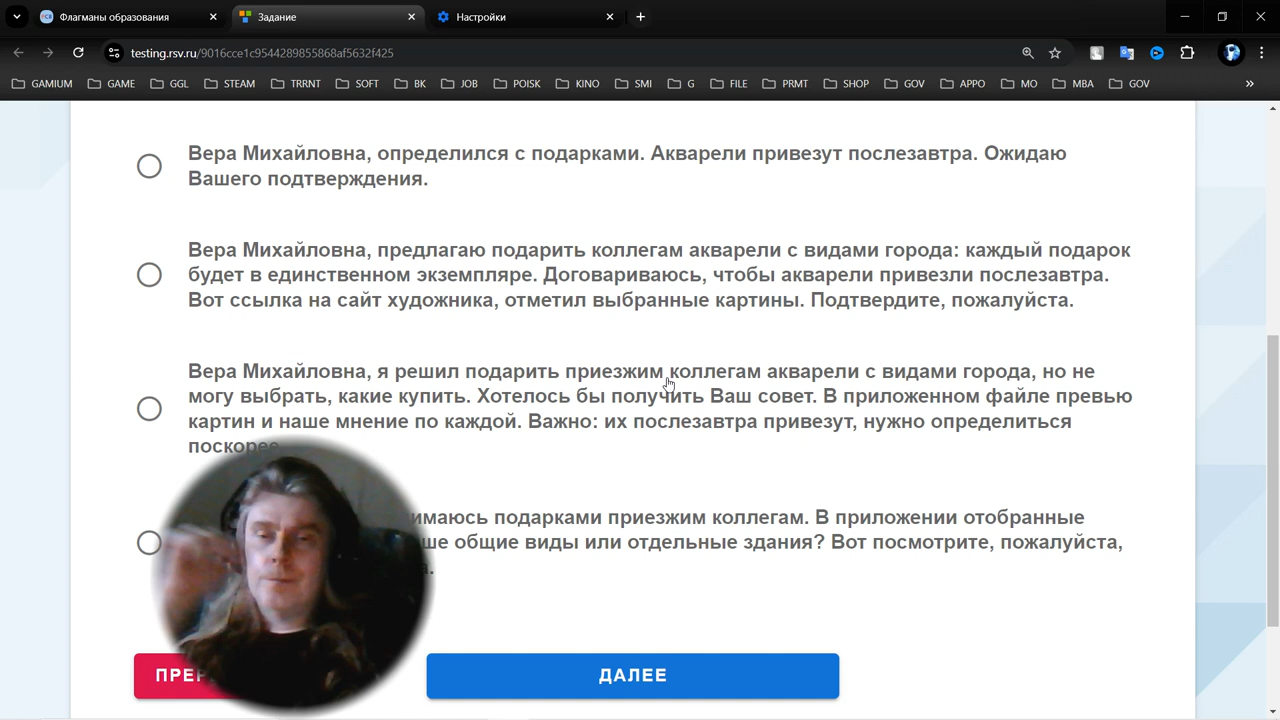 Флагманы образования
Задание
Настройки
testing.rsv.ru/9016cce1c9544289855868af5632f425
GAMIUM GAME GGL STEAM TRRNT SOFT BK JOB POISK KINO SMI G FILE PRMT SHOP GOV APPO MO MBA GOV
Вера Михайловна, определился с подарками. Акварели привезут послезавтра. Ожидаю
Вашего подтверждения.
Вера Михайловна, предлагаю подарить коллегам акварели с видами города: каждый подарок
будет в единственном экземпляре. Договариваюсь, чтобы акварели привезли послезавтра.
Вот ссылка на сайт художника, отметил выбранные картины. Подтвердите, пожалуйста.
Вера Михайловна, я решил подарить приезжим коллегам акварели с видами города, но не
могу выбрать, какие купить. Хотелось бы получить Ваш совет. В приложенном файле превью
картин и наше мнение по каждой. Важно: их послезавтра привезут, нужно определиться
поскорее
подарками приезжим коллегам. В приложении отобранные
общие виды или отдельные здания? Вот посмотрите, пожалуйста,
ДАЛЕЕ